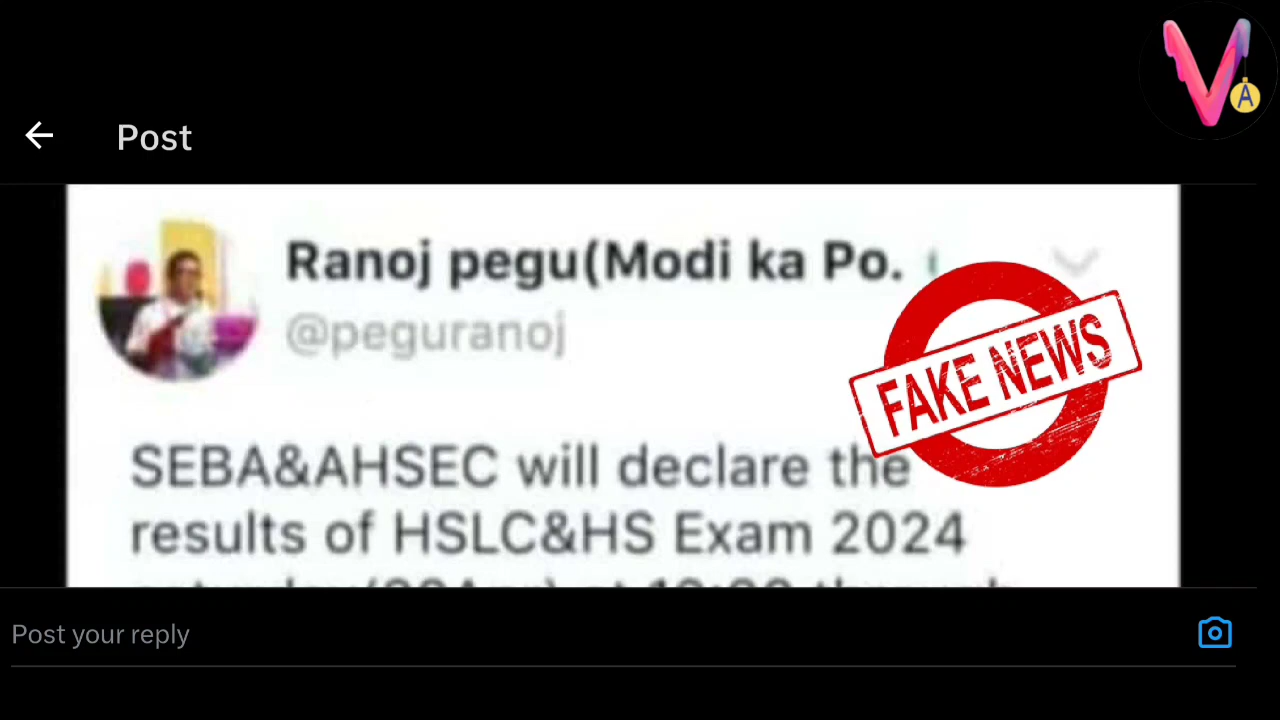 V
A
Post
Ranoj pegu(Modi ka Po.
@peguranoj
FAKE NEWS
SEBA&AHSEC will declare the
results of HSLC&HS Exam 2024
Post your reply